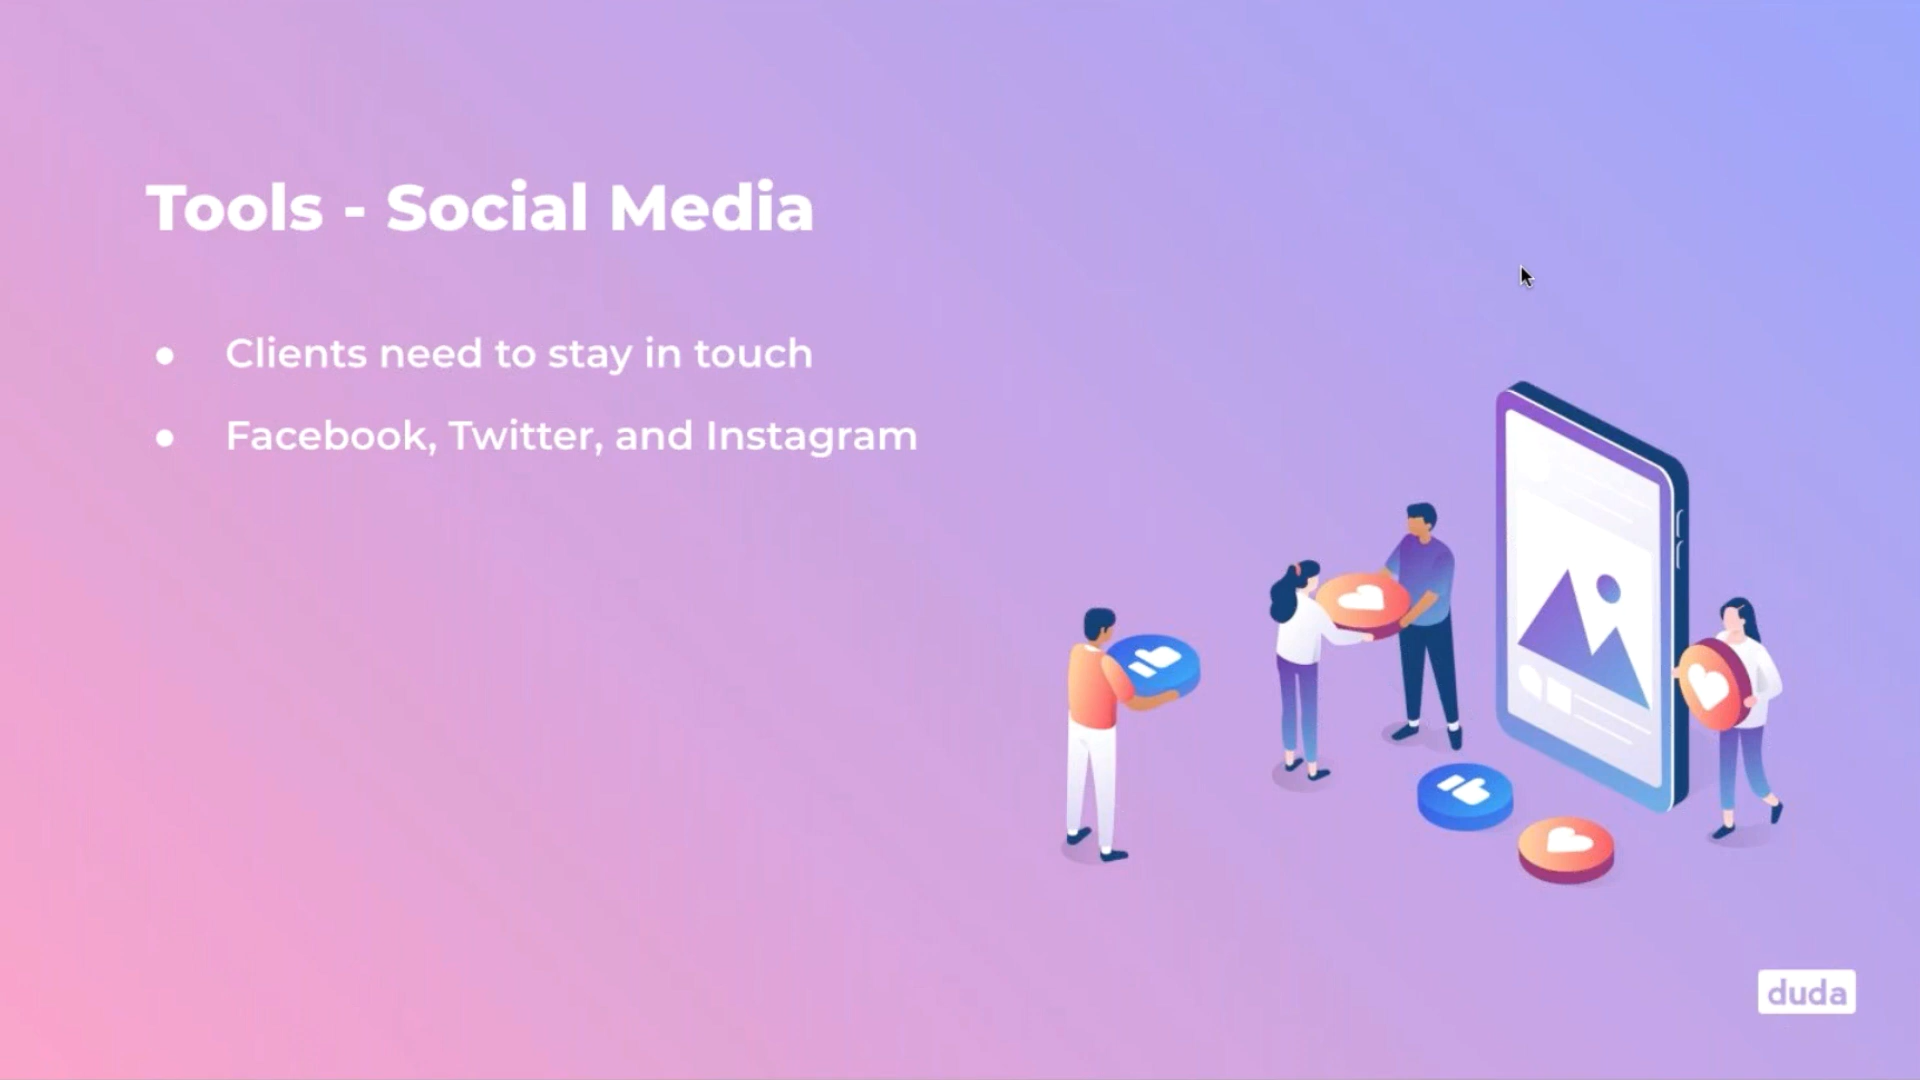 Tools - Social Media
● Clients need to stay in touch
● Facebook, Twitter, and Instagram
duda